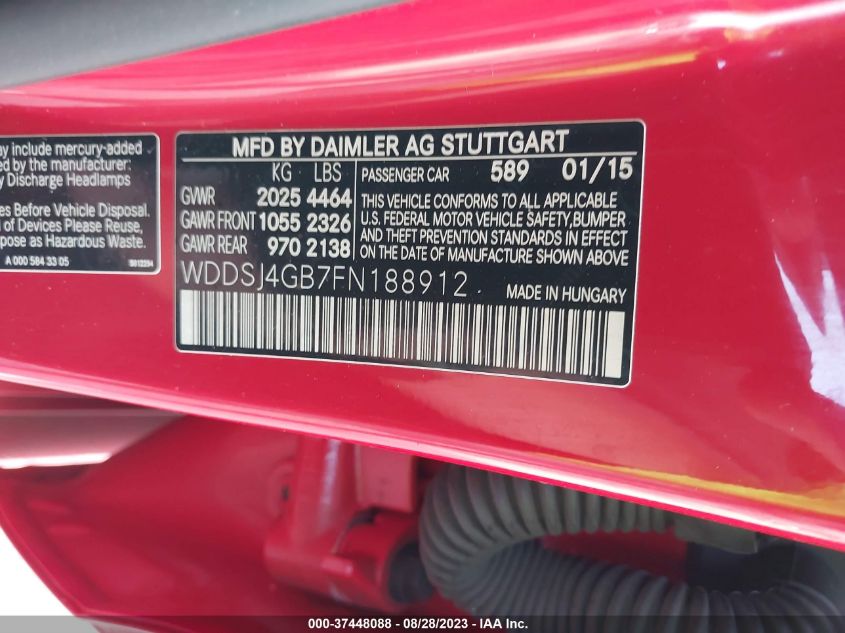 ay include mercury-added
ed by the manufacturer:
y Discharge Headlamps
es Before Vehicle Disposal.
of Devices Please Reuse,
pose as Hazardous Waste.
A 000 584 33 05
MFD BY DAIMLER AG STUTTGART
KG LBS
GVWR 2025 4464
GAWR FRONT 1055 2326
GAWR REAR 970 2138
PASSENGER CAR 589 01/15
THIS VEHICLE CONFORMS TO ALL APPLICABLE
U.S. FEDERAL MOTOR VEHICLE SAFETY, BUMPER
AND THEFT PREVENTION STANDARDS IN EFFECT
ON THE DATE OF MANUFACTURE SHOWN ABOVE
WDDSJ4GB7FN188912
MADE IN HUNGARY
000-37448088 - 08/28/2023 - IAA Inc.